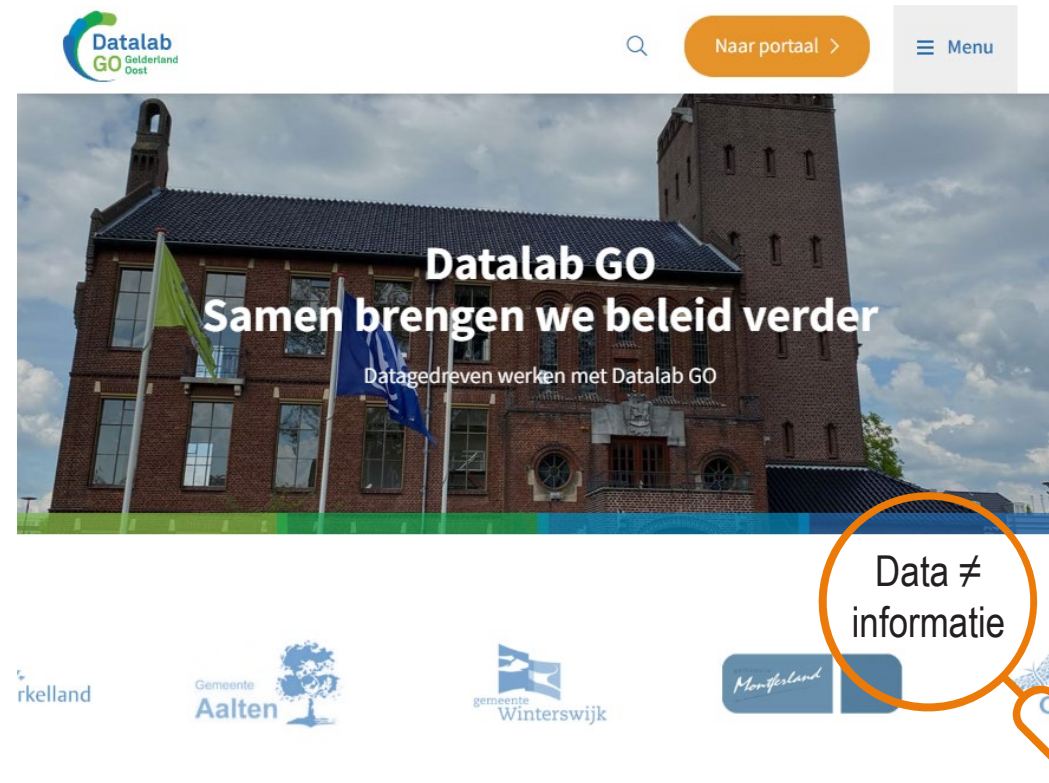 Datalab
GO Gelderland
Oost
Naar portaal >
Menu
Datalab GO
Samen brengen we beleid verder
Datagedreven werken met Datalab GO
Data ≠
informatie
rkelland
Gemeente
Aalten
gemeente
Winterswijk
Montferland